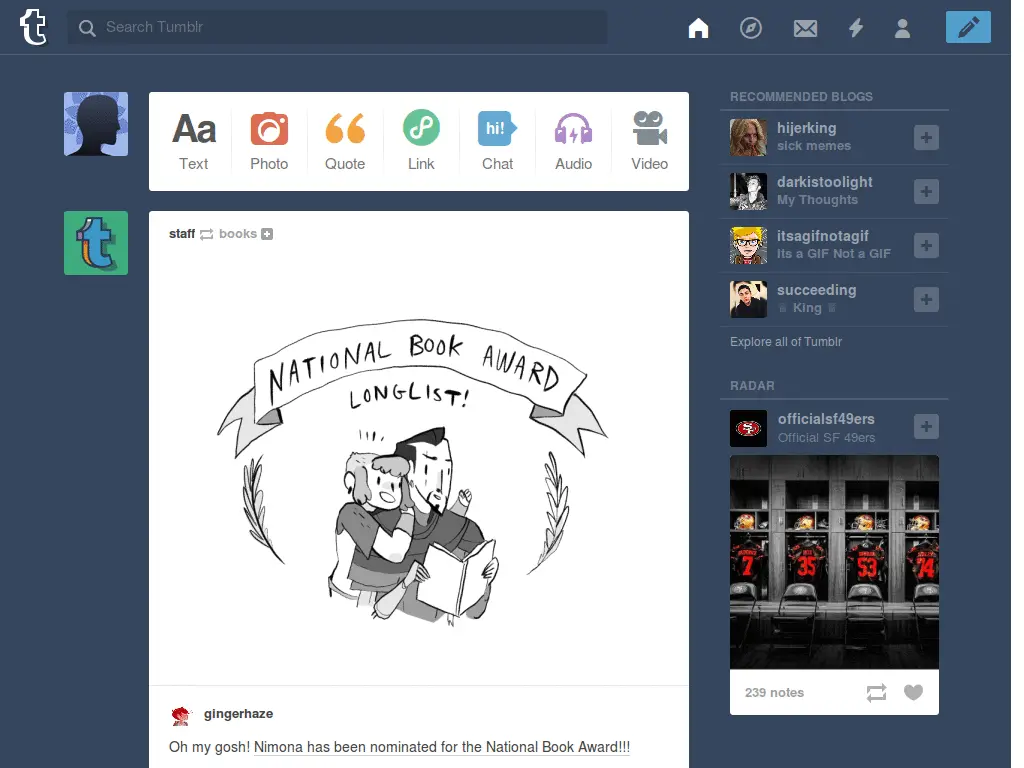 Search Tumblr
Aa
Text
Photo
Quote
Link
hi!
Chat
Audio
Video
staff books
NATIONAL BOOK AWARD
LONGLIST!
gingerhaze
Oh my gosh! Nimona has been nominated for the National Book Award!!!
RECOMMENDED BLOGS
hijerking
sick memes
darkistoolight
My Thoughts
itsagifnotagif
Its a GIF Not a GIF
succeeding
King
Explore all of Tumblr
RADAR
officialsf49ers
Official SF 49ers
SF
7
35
53
74
239 notes